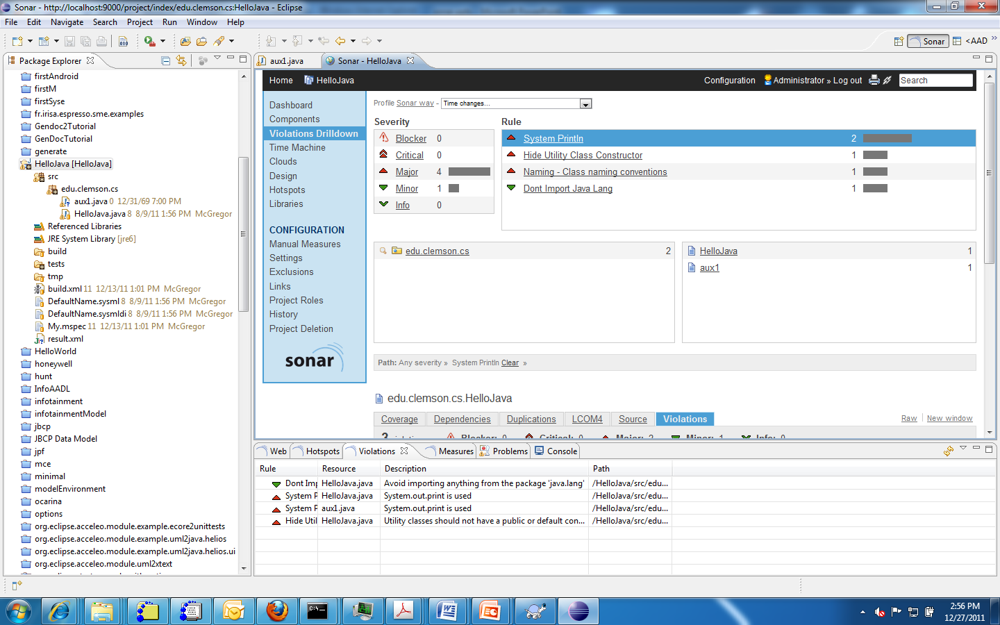 Sonar - http://localhost:9000/project/index/edu.clemson.cs:HelloJava - Eclipse
File Edit Navigate Search Project Run Window Help
Sonar <AAD
Package Explorer
firstAndroid
firstM
firstSyse
fr.irisa.espresso.sme.examples
Gendoc2Tutorial
GenDocTutorial
generate
HelloJava [HelloJava]
src
edu.clemson.cs
aux1.java 0 12/31/69 7:00 PM
HelloJava.java 8 8/9/11 1:56 PM McGregor
Referenced Libraries
JRE System Library [jre6]
build
tests
tmp
build.xml 11 12/13/11 1:01 PM McGregor
DefaultName.sysml 8 8/9/11 1:56 PM McGregor
DefaultName.sysmldi 8 8/9/11 1:56 PM McGregor
My.mspec 11 12/13/11 1:01 PM McGregor
result.xml
HelloWorld
honeywell
hunt
InfoAADL
infotainment
infotainmentModel
jbcp
JBCP Data Model
jpf
mce
minimal
modelEnvironment
ocarina
options
org.eclipse.acceleo.module.example.ecore2unittests
org.eclipse.acceleo.module.example.uml2java.helios
org.eclipse.acceleo.module.example.uml2java.helios.ui
org.eclipse.acceleo.module.uml2xtext
aux1.java
Sonar - HelloJava
Home HelloJava Configuration Administrator » Log out Search
Dashboard
Components
Violations Drilldown
Time Machine
Clouds
Design
Hotspots
Libraries
CONFIGURATION
Manual Measures
Settings
Exclusions
Links
Project Roles
History
Project Deletion
sonar
Profile Sonar way - Time changes...
Severity
Blocker 0
Critical 0
Major 4
Minor 1
Info 0
Rule
System Println 2
Hide Utility Class Constructor 1
Naming - Class naming conventions 1
Dont Import Java Lang 1
edu.clemson.cs 2
HelloJava 1
aux1 1
Path: Any severity » System Println Clear »
edu.clemson.cs.HelloJava
Coverage Dependencies Duplications LCOM4 Source Violations Raw New window
Web Hotspots Violations Measures Problems Console
Rule Resource Description Path
Dont Imp HelloJava.java Avoid importing anything from the package 'java.lang' /HelloJava/src/edu...
System P HelloJava.java System.out.print is used /HelloJava/src/edu...
System P aux1.java System.out.print is used /HelloJava/src/edu...
Hide Util HelloJava.java Utility classes should not have a public or default con... /HelloJava/src/edu...
2:56 PM
12/27/2011